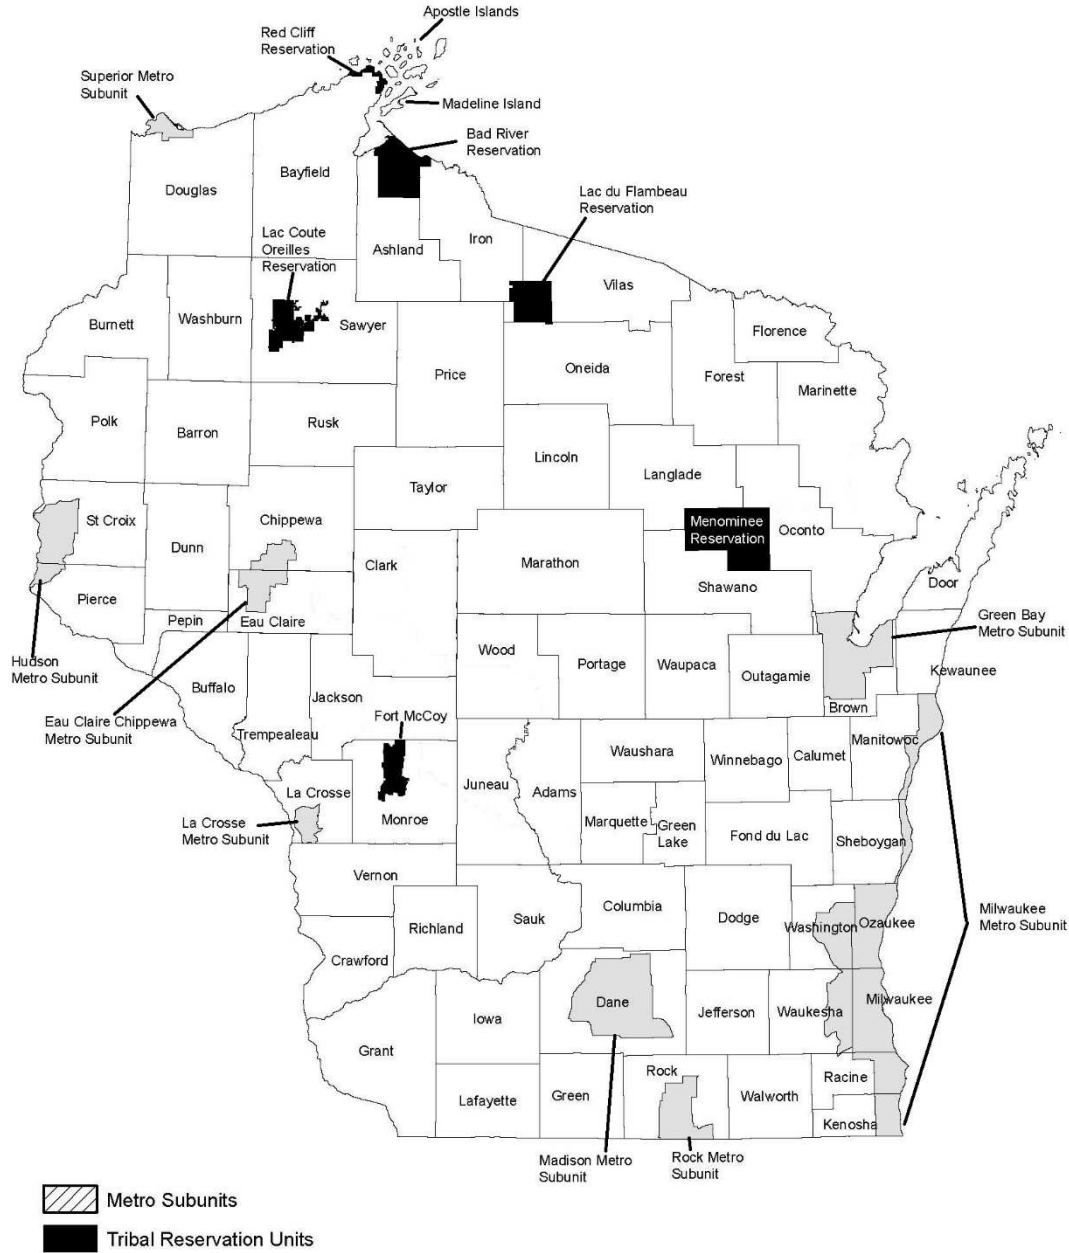 Apostle Islands
Red Cliff
Reservation
Superior Metro
Subunit
Madeline Island
Bad River
Reservation
Bayfield
Douglas
Lac du Flambeau
Reservation
Lac Coute
Oreilles
Reservation
Ashland
Iron
Vilas
Burnett
Washburn
Sawyer
Florence
Price
Oneida
Forest
Marinette
Polk
Barron
Rusk
Lincoln
Langlade
Taylor
St Croix
Chippewa
Menominee
Reservation
Oconto
Dunn
Clark
Marathon
Shawano
Door
Pierce
Pepin
Eau Claire
Green Bay
Metro Subunit
Hudson
Metro Subunit
Wood
Portage
Waupaca
Outagamie
Kewaunee
Buffalo
Jackson
Brown
Eau Claire Chippewa
Metro Subunit
Fort McCoy
Trempealeau
Manitowoc
Waushara
Winnebago
Calumet
La Crosse
Juneau
Adams
La Crosse
Metro Subunit
Monroe
Marquette
Green
Lake
Fond du Lac
Sheboygan
Vernon
Richland
Sauk
Columbia
Dodge
Washington
Ozaukee
Milwaukee
Metro Subunit
Crawford
Dane
Iowa
Jefferson
Waukesha
Milwaukee
Grant
Rock
Racine
Lafayette
Green
Walworth
Kenosha
Madison Metro
Subunit
Rock Metro
Subunit
Metro Subunits
Tribal Reservation Units